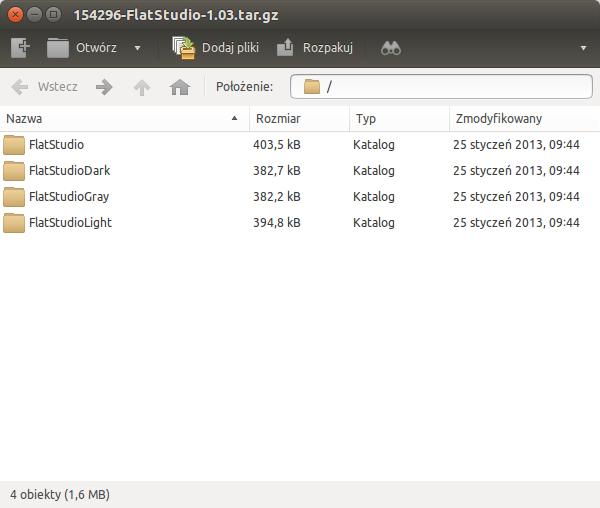 154296-FlatStudio-1.03.tar.gz
Otwórz Dodaj pliki Rozpakuj
Wstecz Położenie: /
Nazwa Rozmiar Typ Zmodyfikowany
FlatStudio 403,5 kB Katalog 25 styczeń 2013, 09:44
FlatStudioDark 382,7 kB Katalog 25 styczeń 2013, 09:44
FlatStudioGray 382,2 kB Katalog 25 styczeń 2013, 09:44
FlatStudioLight 394,8 kB Katalog 25 styczeń 2013, 09:44
4 obiekty (1,6 MB)